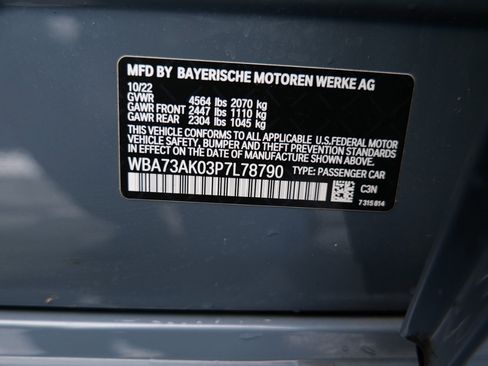 MFD BY BAYERISCHE MOTOREN WERKE AG
10/22
GVWR 4564 lbs 2070 kg
GAWR FRONT 2447 lbs 1110 kg
GAWR REAR 2304 lbs 1045 kg
THIS VEHICLE CONFORMS TO ALL APPLICABLE U.S.FEDERAL MOTOR
VEHICLE SAFETY, BUMPER AND THEFT PREVENTION STANDARDS
IN EFFECT ON THE DATE OF MANUFACTURE SHOWN ABOVE.
WBA73AK03P7L78790 TYPE: PASSENGER CAR
C3N
7 315 814